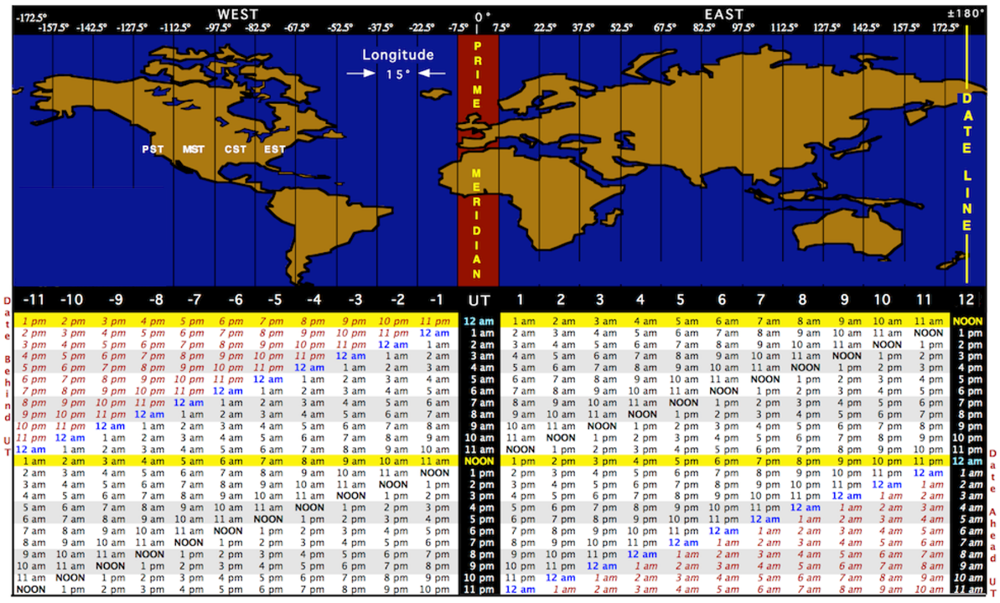 WEST EAST
-172.5° 0° ±180°
-157.5° -142.5° -127.5° -112.5° -97.5° -82.5° -67.5° -52.5° -37.5° -22.5° -7.5° 7.5° 22.5° 37.5° 52.5° 67.5° 82.5° 97.5° 112.5° 127.5° 142.5° 157.5° 172.5°
Longitude
15°
PRIME
MERIDIAN
DATE LINE
PST MST CST EST
-11 -10 -9 -8 -7 -6 -5 -4 -3 -2 -1 UT 1 2 3 4 5 6 7 8 9 10 11 12
1 pm 2 pm 3 pm 4 pm 5 pm 6 pm 7 pm 8 pm 9 pm 10 pm 11 pm 12 am 1 am 2 am 3 am 4 am 5 am 6 am 7 am 8 am 9 am 10 am 11 am NOON
2 pm 3 pm 4 pm 5 pm 6 pm 7 pm 8 pm 9 pm 10 pm 11 pm 12 am 1 am 2 am 3 am 4 am 5 am 6 am 7 am 8 am 9 am 10 am 11 am NOON 1 pm
3 pm 4 pm 5 pm 6 pm 7 pm 8 pm 9 pm 10 pm 11 pm 12 am 1 am 2 am 3 am 4 am 5 am 6 am 7 am 8 am 9 am 10 am 11 am NOON 1 pm 2 pm
4 pm 5 pm 6 pm 7 pm 8 pm 9 pm 10 pm 11 pm 12 am 1 am 2 am 3 am 4 am 5 am 6 am 7 am 8 am 9 am 10 am 11 am NOON 1 pm 2 pm 3 pm
5 pm 6 pm 7 pm 8 pm 9 pm 10 pm 11 pm 12 am 1 am 2 am 3 am 4 am 5 am 6 am 7 am 8 am 9 am 10 am 11 am NOON 1 pm 2 pm 3 pm 4 pm
6 pm 7 pm 8 pm 9 pm 10 pm 11 pm 12 am 1 am 2 am 3 am 4 am 5 am 6 am 7 am 8 am 9 am 10 am 11 am NOON 1 pm 2 pm 3 pm 4 pm 5 pm
7 pm 8 pm 9 pm 10 pm 11 pm 12 am 1 am 2 am 3 am 4 am 5 am 6 am 7 am 8 am 9 am 10 am 11 am NOON 1 pm 2 pm 3 pm 4 pm 5 pm 6 pm
8 pm 9 pm 10 pm 11 pm 12 am 1 am 2 am 3 am 4 am 5 am 6 am 7 am 8 am 9 am 10 am 11 am NOON 1 pm 2 pm 3 pm 4 pm 5 pm 6 pm 7 pm
9 pm 10 pm 11 pm 12 am 1 am 2 am 3 am 4 am 5 am 6 am 7 am 8 am 9 am 10 am 11 am NOON 1 pm 2 pm 3 pm 4 pm 5 pm 6 pm 7 pm 8 pm
10 pm 11 pm 12 am 1 am 2 am 3 am 4 am 5 am 6 am 7 am 8 am 9 am 10 am 11 am NOON 1 pm 2 pm 3 pm 4 pm 5 pm 6 pm 7 pm 8 pm 9 pm
11 pm 12 am 1 am 2 am 3 am 4 am 5 am 6 am 7 am 8 am 9 am 10 am 11 am NOON 1 pm 2 pm 3 pm 4 pm 5 pm 6 pm 7 pm 8 pm 9 pm 10 pm
12 am 1 am 2 am 3 am 4 am 5 am 6 am 7 am 8 am 9 am 10 am 11 am NOON 1 pm 2 pm 3 pm 4 pm 5 pm 6 pm 7 pm 8 pm 9 pm 10 pm 11 pm
1 am 2 am 3 am 4 am 5 am 6 am 7 am 8 am 9 am 10 am 11 am NOON 1 pm 2 pm 3 pm 4 pm 5 pm 6 pm 7 pm 8 pm 9 pm 10 pm 11 pm 12 am
2 am 3 am 4 am 5 am 6 am 7 am 8 am 9 am 10 am 11 am NOON 1 pm 2 pm 3 pm 4 pm 5 pm 6 pm 7 pm 8 pm 9 pm 10 pm 11 pm 12 am 1 am
3 am 4 am 5 am 6 am 7 am 8 am 9 am 10 am 11 am NOON 1 pm 2 pm 3 pm 4 pm 5 pm 6 pm 7 pm 8 pm 9 pm 10 pm 11 pm 12 am 1 am 2 am
4 am 5 am 6 am 7 am 8 am 9 am 10 am 11 am NOON 1 pm 2 pm 3 pm 4 pm 5 pm 6 pm 7 pm 8 pm 9 pm 10 pm 11 pm 12 am 1 am 2 am 3 am
5 am 6 am 7 am 8 am 9 am 10 am 11 am NOON 1 pm 2 pm 3 pm 4 pm 5 pm 6 pm 7 pm 8 pm 9 pm 10 pm 11 pm 12 am 1 am 2 am 3 am 4 am
6 am 7 am 8 am 9 am 10 am 11 am NOON 1 pm 2 pm 3 pm 4 pm 5 pm 6 pm 7 pm 8 pm 9 pm 10 pm 11 pm 12 am 1 am 2 am 3 am 4 am 5 am
7 am 8 am 9 am 10 am 11 am NOON 1 pm 2 pm 3 pm 4 pm 5 pm 6 pm 7 pm 8 pm 9 pm 10 pm 11 pm 12 am 1 am 2 am 3 am 4 am 5 am 6 am
8 am 9 am 10 am 11 am NOON 1 pm 2 pm 3 pm 4 pm 5 pm 6 pm 7 pm 8 pm 9 pm 10 pm 11 pm 12 am 1 am 2 am 3 am 4 am 5 am 6 am 7 am
9 am 10 am 11 am NOON 1 pm 2 pm 3 pm 4 pm 5 pm 6 pm 7 pm 8 pm 9 pm 10 pm 11 pm 12 am 1 am 2 am 3 am 4 am 5 am 6 am 7 am 8 am
10 am 11 am NOON 1 pm 2 pm 3 pm 4 pm 5 pm 6 pm 7 pm 8 pm 9 pm 10 pm 11 pm 12 am 1 am 2 am 3 am 4 am 5 am 6 am 7 am 8 am 9 am
11 am NOON 1 pm 2 pm 3 pm 4 pm 5 pm 6 pm 7 pm 8 pm 9 pm 10 pm 11 pm 12 am 1 am 2 am 3 am 4 am 5 am 6 am 7 am 8 am 9 am 10 am
NOON 1 pm 2 pm 3 pm 4 pm 5 pm 6 pm 7 pm 8 pm 9 pm 10 pm 11 pm 12 am 1 am 2 am 3 am 4 am 5 am 6 am 7 am 8 am 9 am 10 am 11 am
Date Behind UT
Date Ahead UT